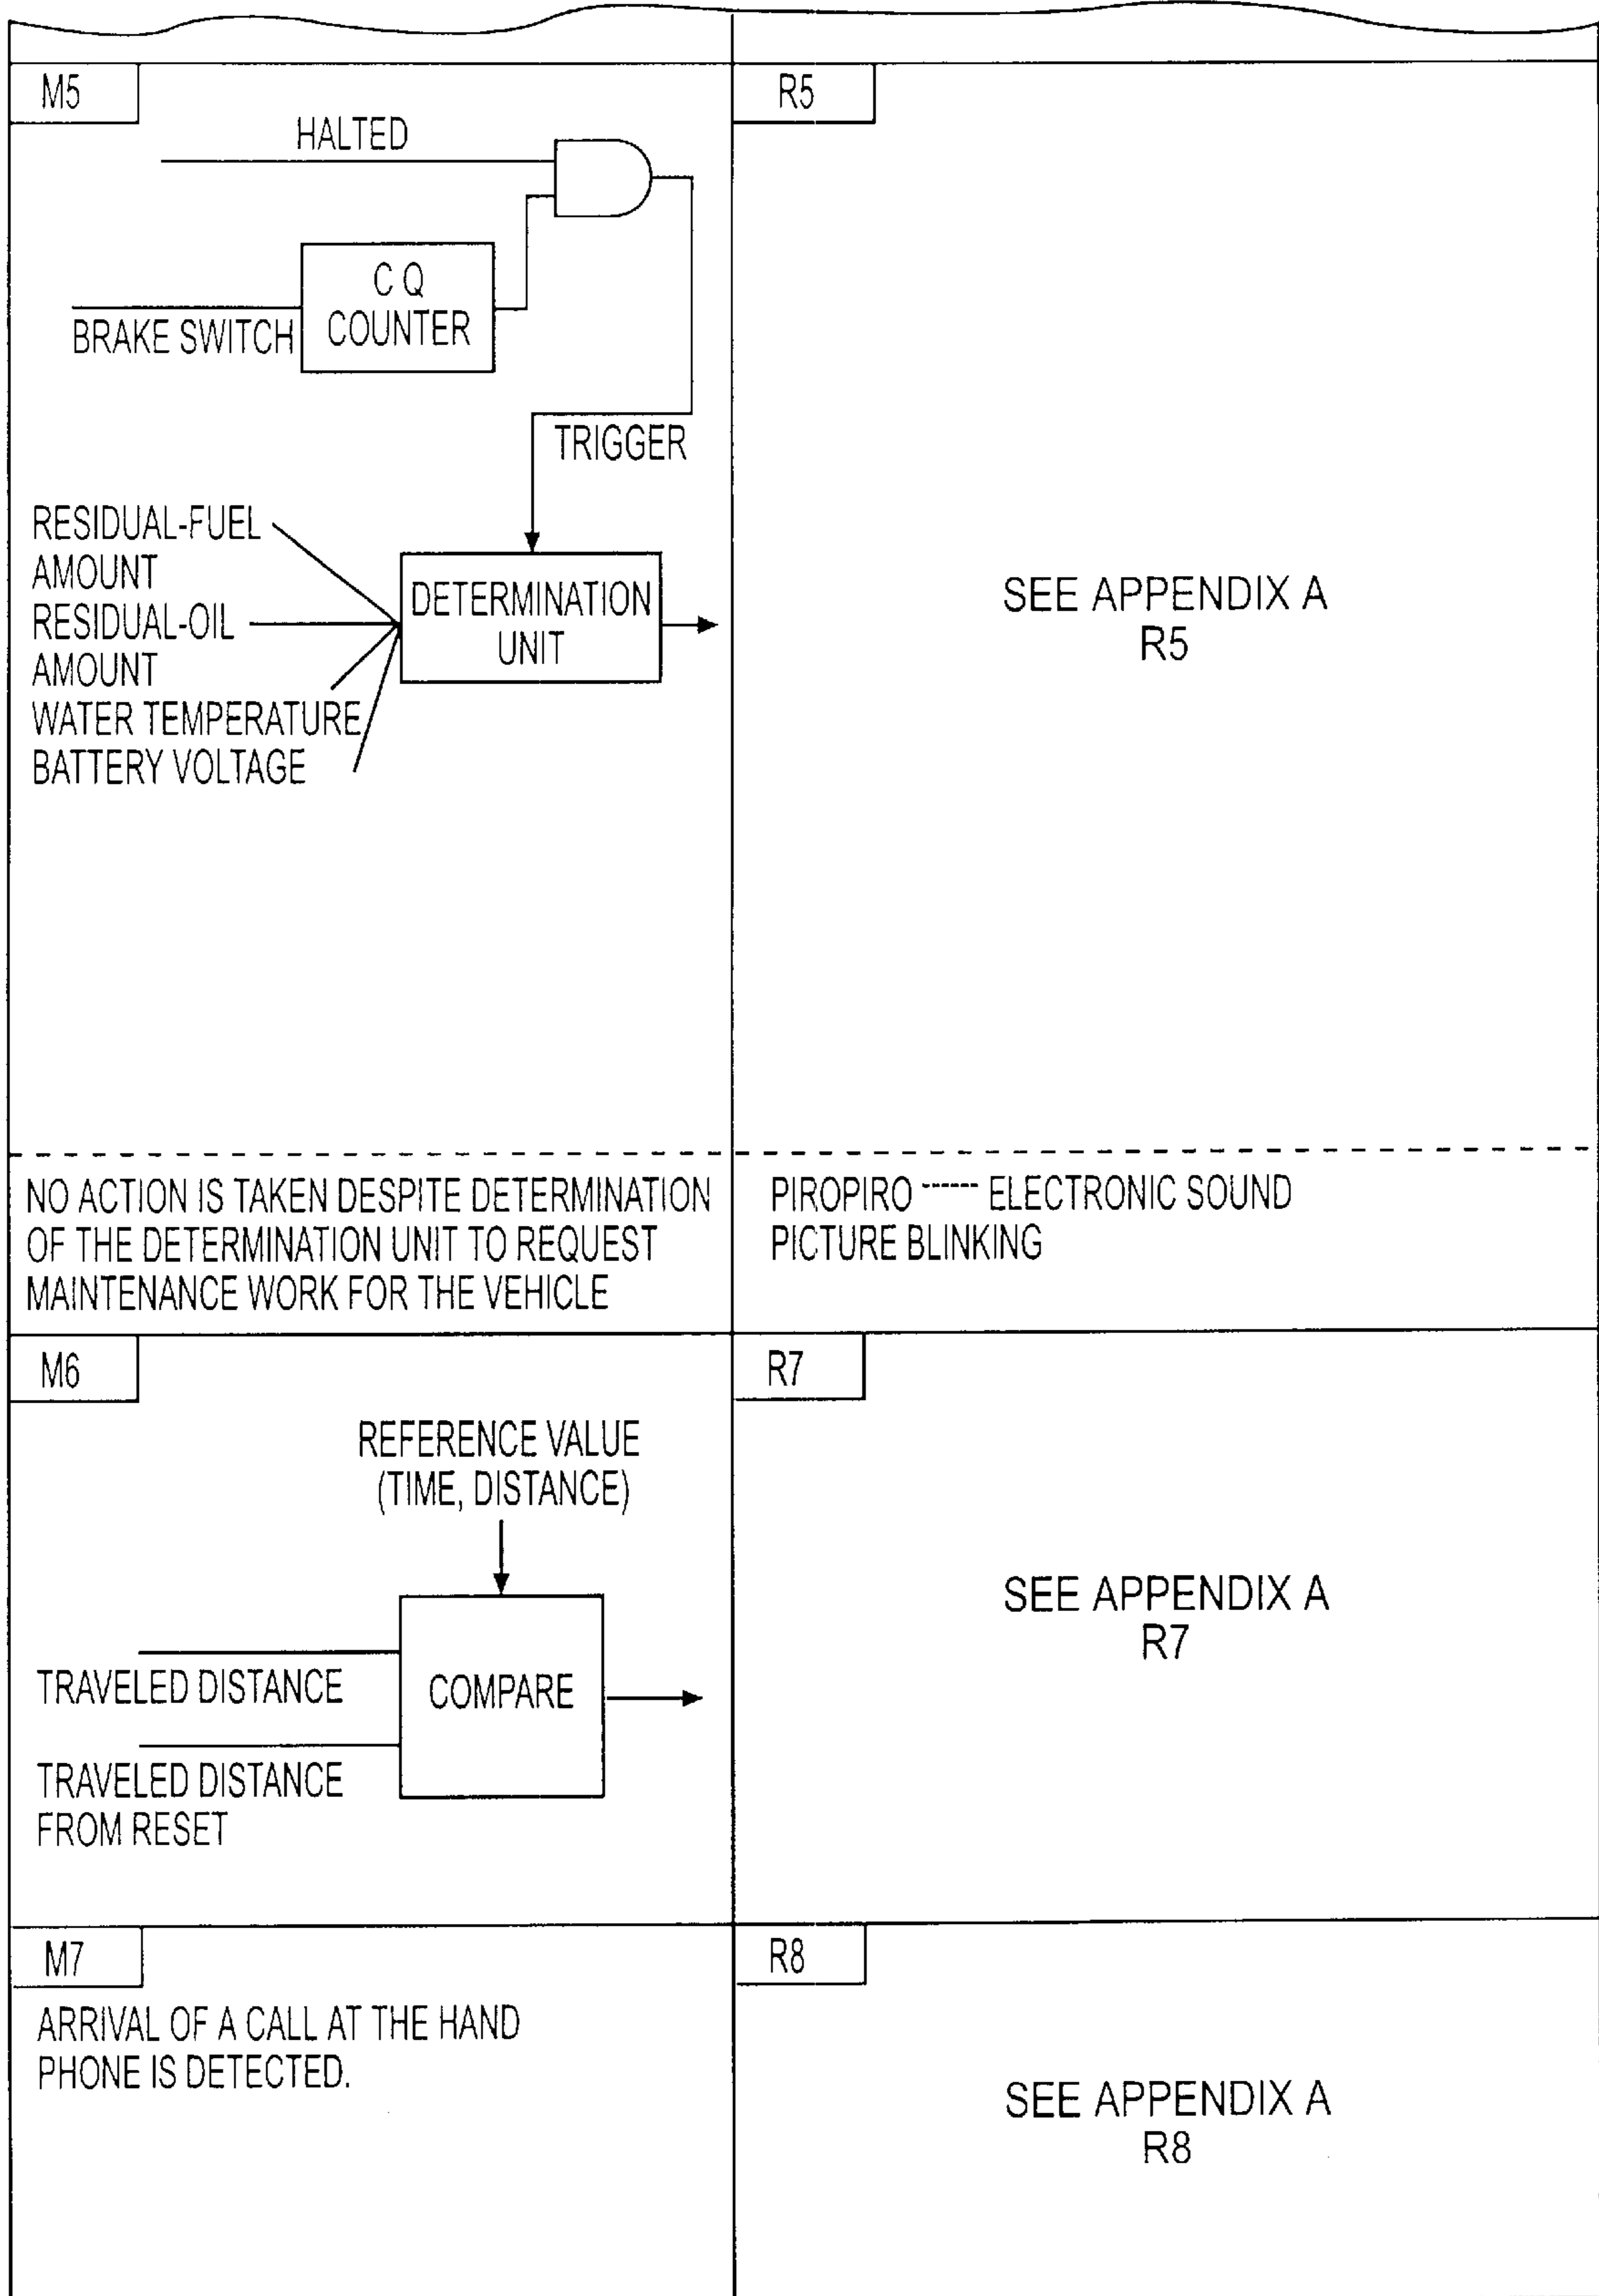 M5
HALTED
C Q
COUNTER
BRAKE SWITCH
TRIGGER
RESIDUAL-FUEL
AMOUNT
RESIDUAL-OIL
AMOUNT
WATER TEMPERATURE
BATTERY VOLTAGE
DETERMINATION
UNIT
R5
SEE APPENDIX A
R5
NO ACTION IS TAKEN DESPITE DETERMINATION
OF THE DETERMINATION UNIT TO REQUEST
MAINTENANCE WORK FOR THE VEHICLE
PIROPIRO ------ ELECTRONIC SOUND
PICTURE BLINKING
M6
REFERENCE VALUE
(TIME, DISTANCE)
TRAVELED DISTANCE
COMPARE
TRAVELED DISTANCE
FROM RESET
R7
SEE APPENDIX A
R7
M7
ARRIVAL OF A CALL AT THE HAND
PHONE IS DETECTED.
R8
SEE APPENDIX A
R8